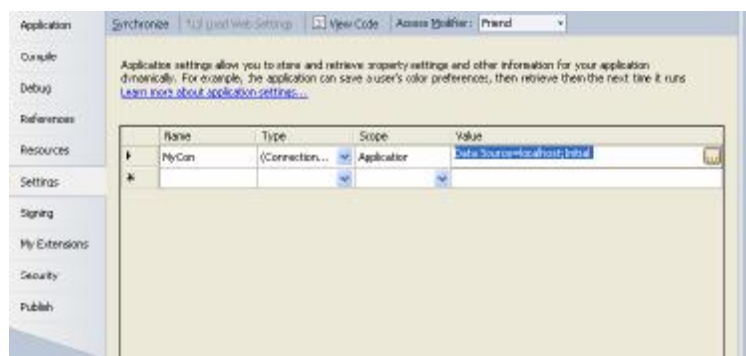 Application
Compile
Debug
References
Resources
Settings
Signing
My Extensions
Security
Publish
Synchronize Load Web Settings View Code Access Modifier: Friend
Application settings allow you to store and retrieve property settings and other information for your application
dynamically. For example, the application can save a user's color preferences, then retrieve them the next time it runs
Learn more about application settings...
Name Type Scope Value
MyCon (Connection... Application Data Source=localhost;Initial ...